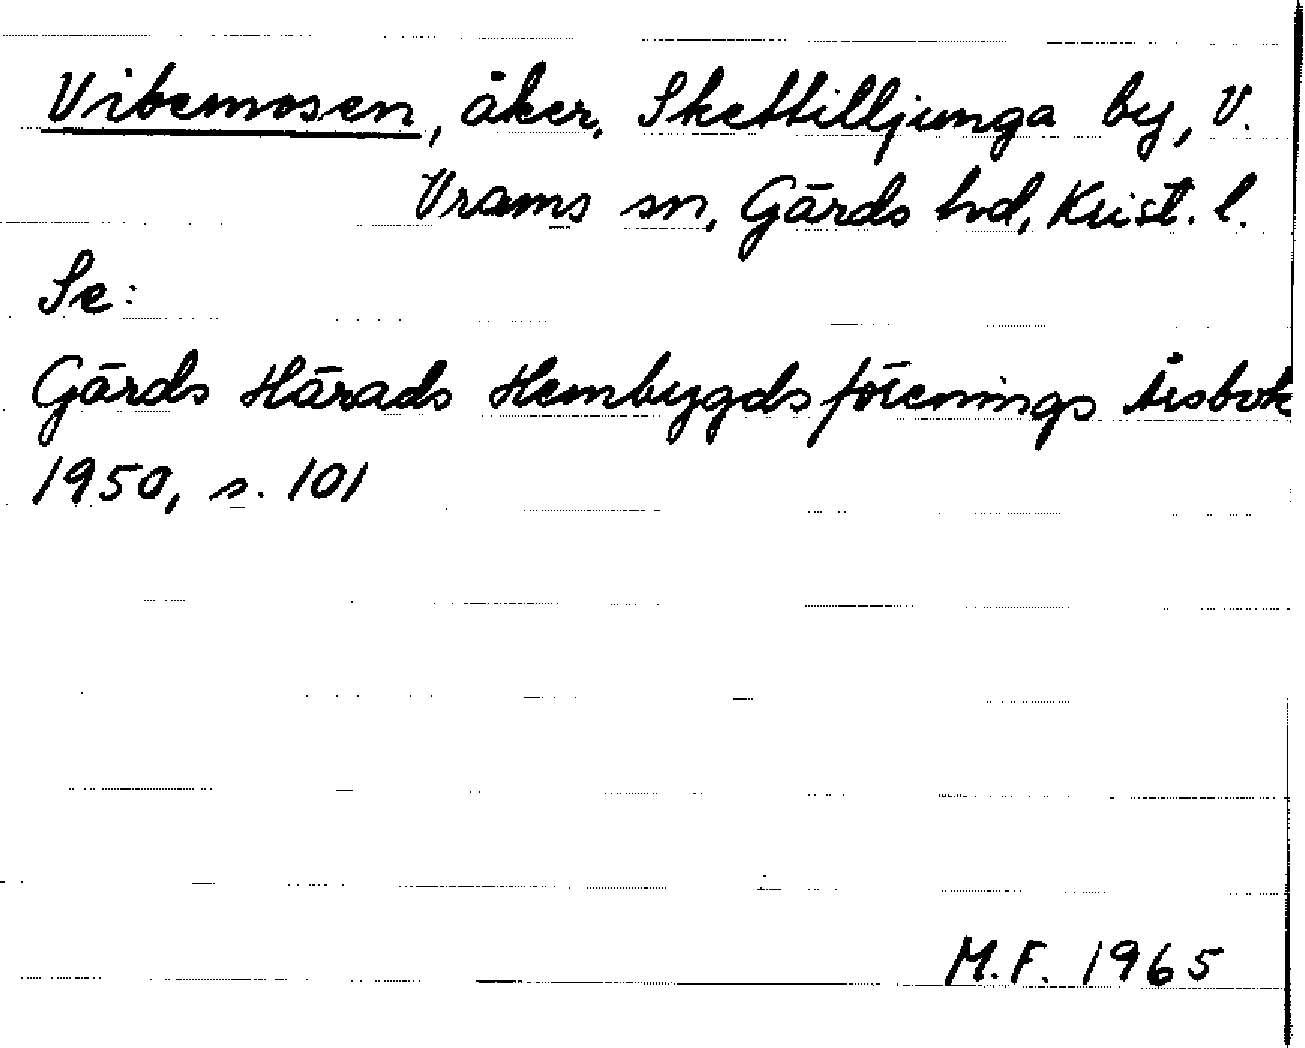 Vibemosen, åker, Skettilljunga by, V.
Vrams sn, Gärds hd, Krist. l.
Se:
Gärds Härads Hembygdsförenings Årsbok
1950, s. 101
M.F. 1965